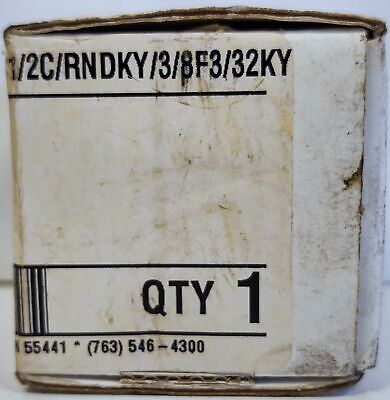 1/2C/RNDKY/3/8F3/32KY
QTY 1
N 55441 * (763) 546-4300